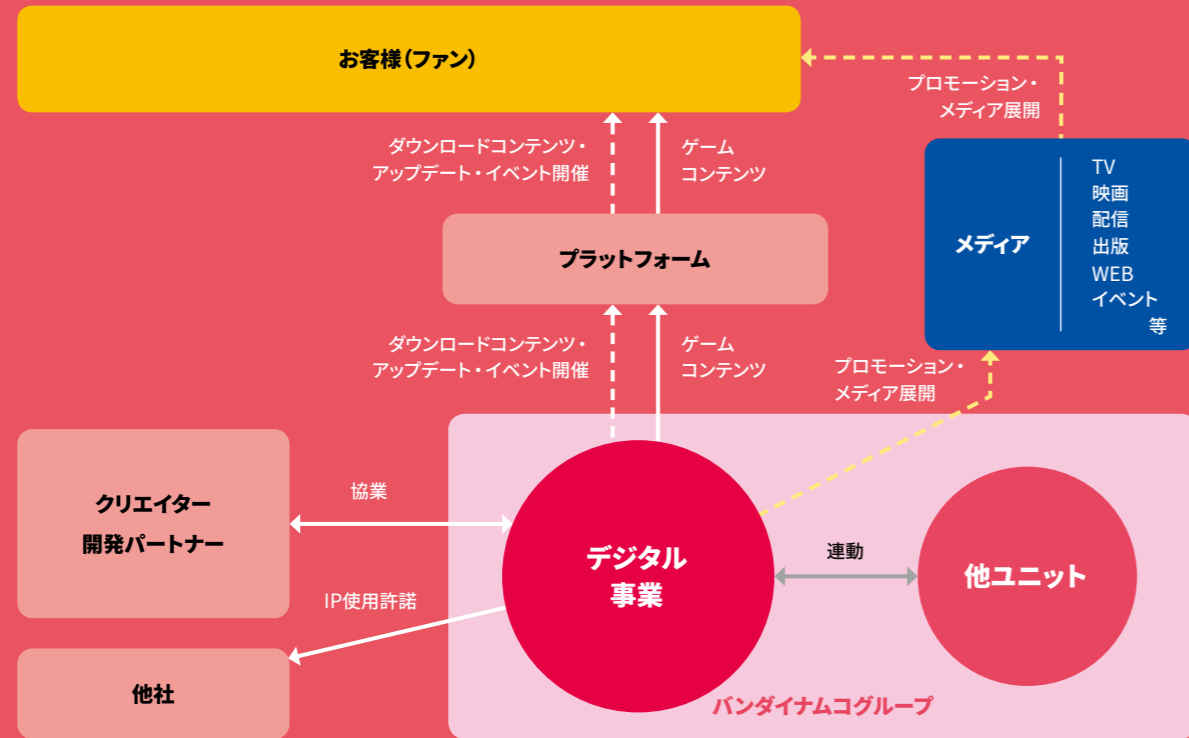 お客様（ファン）
プロモーション・
メディア展開
ダウンロードコンテンツ・
アップデート・イベント開催
ゲーム
コンテンツ
メディア
TV
映画
配信
出版
WEB
イベント
等
プラットフォーム
ダウンロードコンテンツ・
アップデート・イベント開催
ゲーム
コンテンツ
プロモーション・
メディア展開
クリエイター
開発パートナー
協業
デジタル
事業
連動
他ユニット
IP使用許諾
他社
バンダイナムコグループ